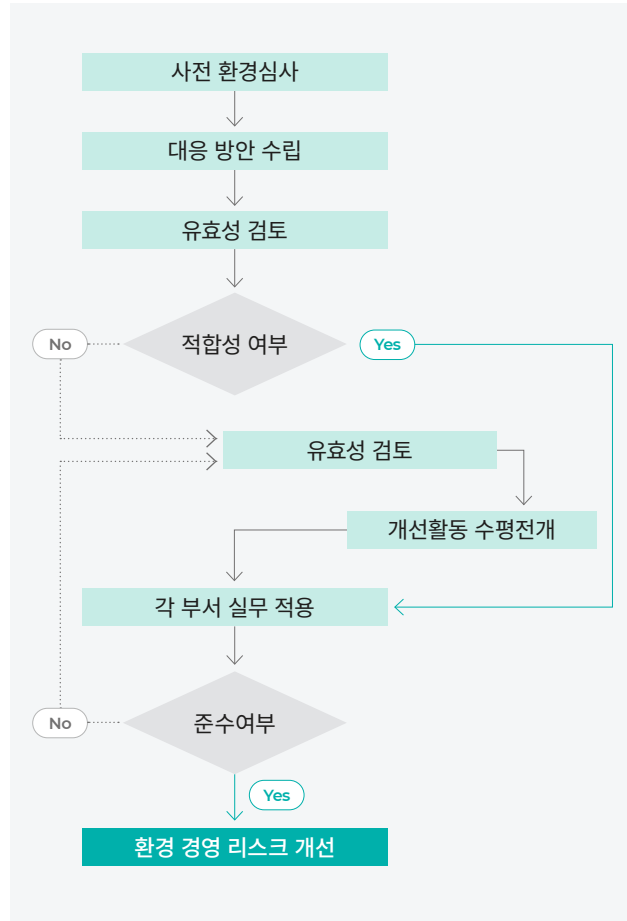 사전 환경심사
대응 방안 수립
유효성 검토
적합성 여부
No
Yes
유효성 검토
개선활동 수평전개
각 부서 실무 적용
준수여부
No
Yes
환경 경영 리스크 개선